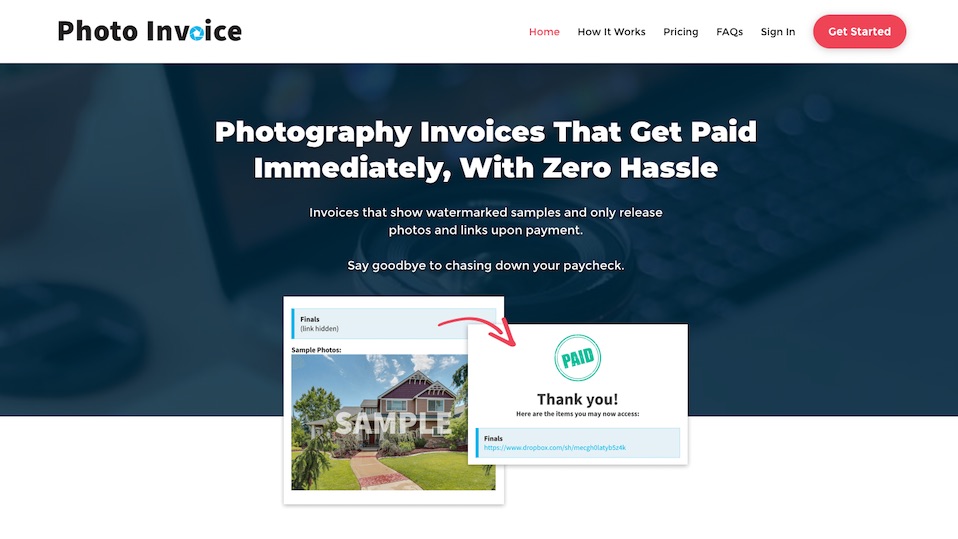 Photo Invoice
Home
How It Works
Pricing
FAQs
Sign In
Get Started
Photography Invoices That Get Paid
Immediately, With Zero Hassle
Invoices that show watermarked samples and only release
photos and links upon payment.
Say goodbye to chasing down your paycheck.
Finals
(link hidden)
Sample Photos:
SAMPLE
PAID
Thank you!
Here are the items you may now access:
Finals
https://www.dropbox.com/sh/mecgh0latyb5z4k